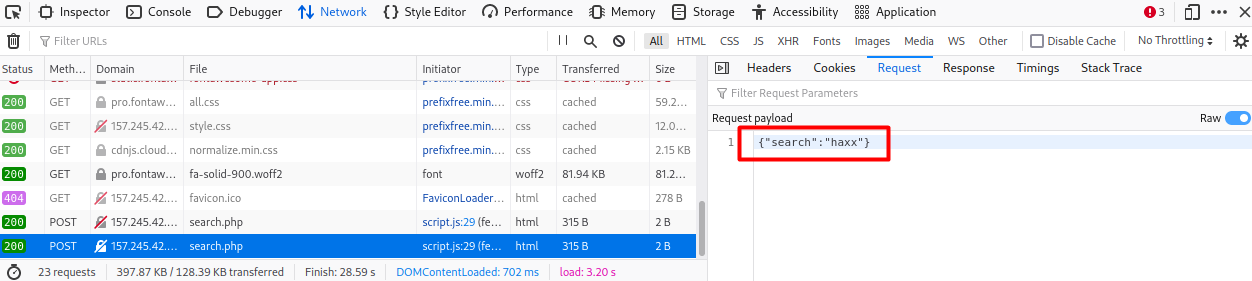 Inspector Console Debugger Network Style Editor Performance Memory Storage Accessibility Application 3
Filter URLs All HTML CSS JS XHR Fonts Images Media WS Other Disable Cache No Throttling
Status Meth... Domain File Initiator Type Transferred Size
200 GET pro.fontaw... all.css prefixfree.min.... css cached 59.2...
200 GET 157.245.42.... style.css prefixfree.min.... css cached 12.0...
200 GET cdnjs.cloud... normalize.min.css prefixfree.min.... css cached 2.15 KB
200 GET pro.fontaw... fa-solid-900.woff2 font woff2 81.94 KB 81.2...
404 GET 157.245.42.... favicon.ico FaviconLoader... html cached 278 B
200 POST 157.245.42.... search.php script.js:29 (fe... html 315 B 2 B
200 POST 157.245.42.... search.php script.js:29 (fe... html 315 B 2 B
23 requests 397.87 KB / 128.39 KB transferred Finish: 28.59 s DOMContentLoaded: 702 ms load: 3.20 s
Headers Cookies Request Response Timings Stack Trace
Filter Request Parameters
Request payload Raw
1 {"search":"haxx"}